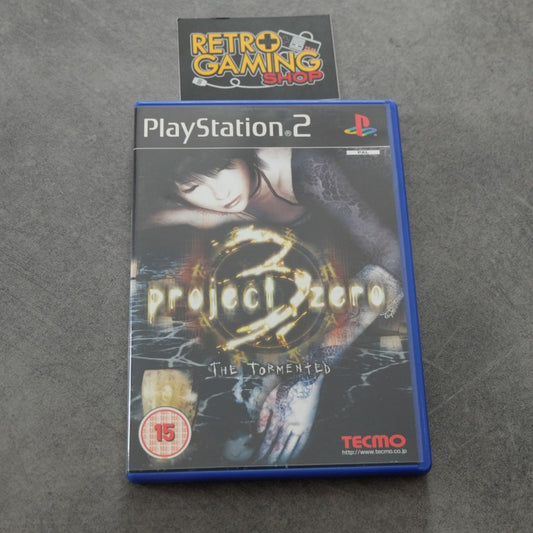 RETRO
GAMING
SHOP
PlayStation®2
PAL
3
project zero
THE TORMENTED
15
TECMO
http://www.tecmo.co.jp